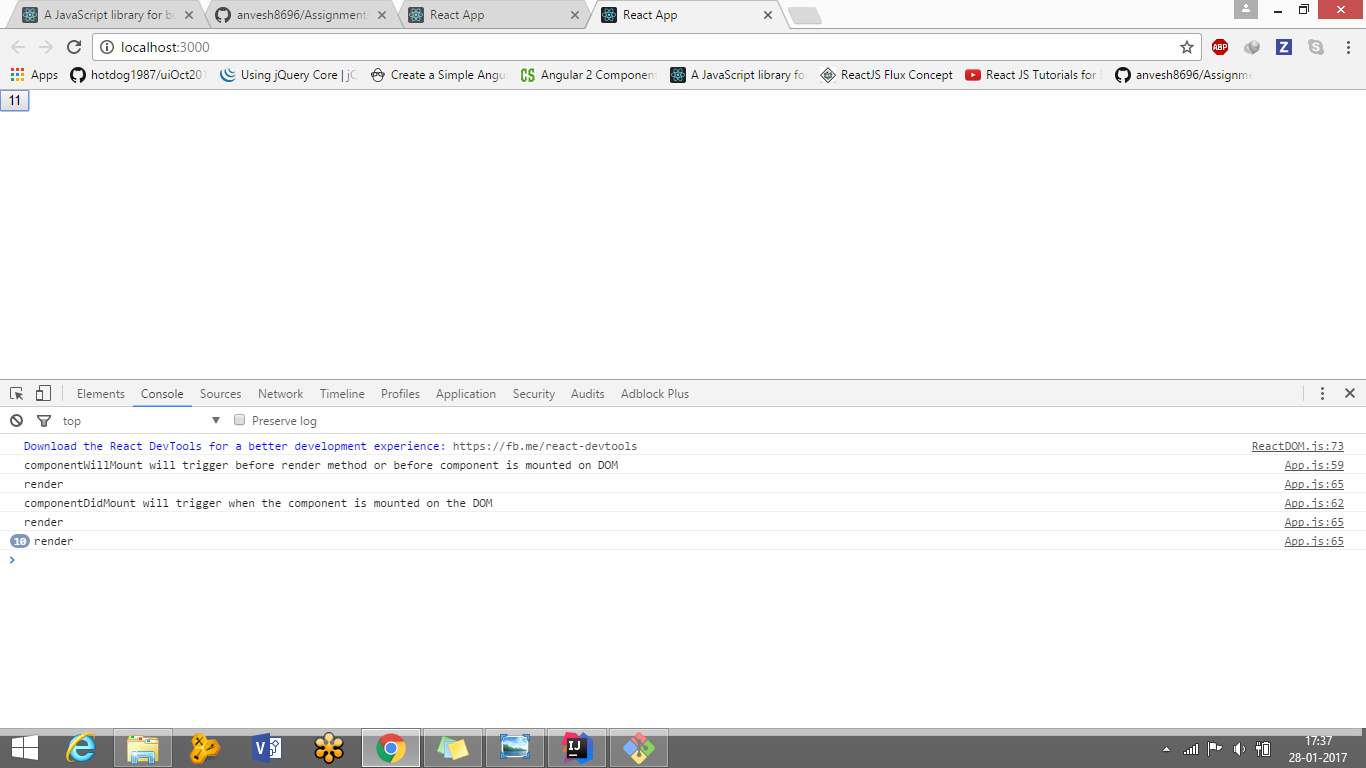 A JavaScript library for b
anvesh8696/Assignment
React App
React App
localhost:3000
ABP
Z
Apps
hotdog1987/uiOct201
Using jQuery Core | jC
Create a Simple Angu
CS
Angular 2 Component
A JavaScript library fo
ReactJS Flux Concept
React JS Tutorials for
anvesh8696/Assignme
11
Elements
Console
Sources
Network
Timeline
Profiles
Application
Security
Audits
Adblock Plus
top
Preserve log
Download the React DevTools for a better development experience: https://fb.me/react-devtools
ReactDOM.js:73
componentWillMount will trigger before render method or before component is mounted on DOM
App.js:59
render
App.js:65
componentDidMount will trigger when the component is mounted on the DOM
App.js:62
render
App.js:65
10 render
App.js:65
IJ
17:37
28-01-2017